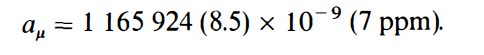 aμ = 1 165 924 (8.5) × 10⁻⁹ (7 ppm).